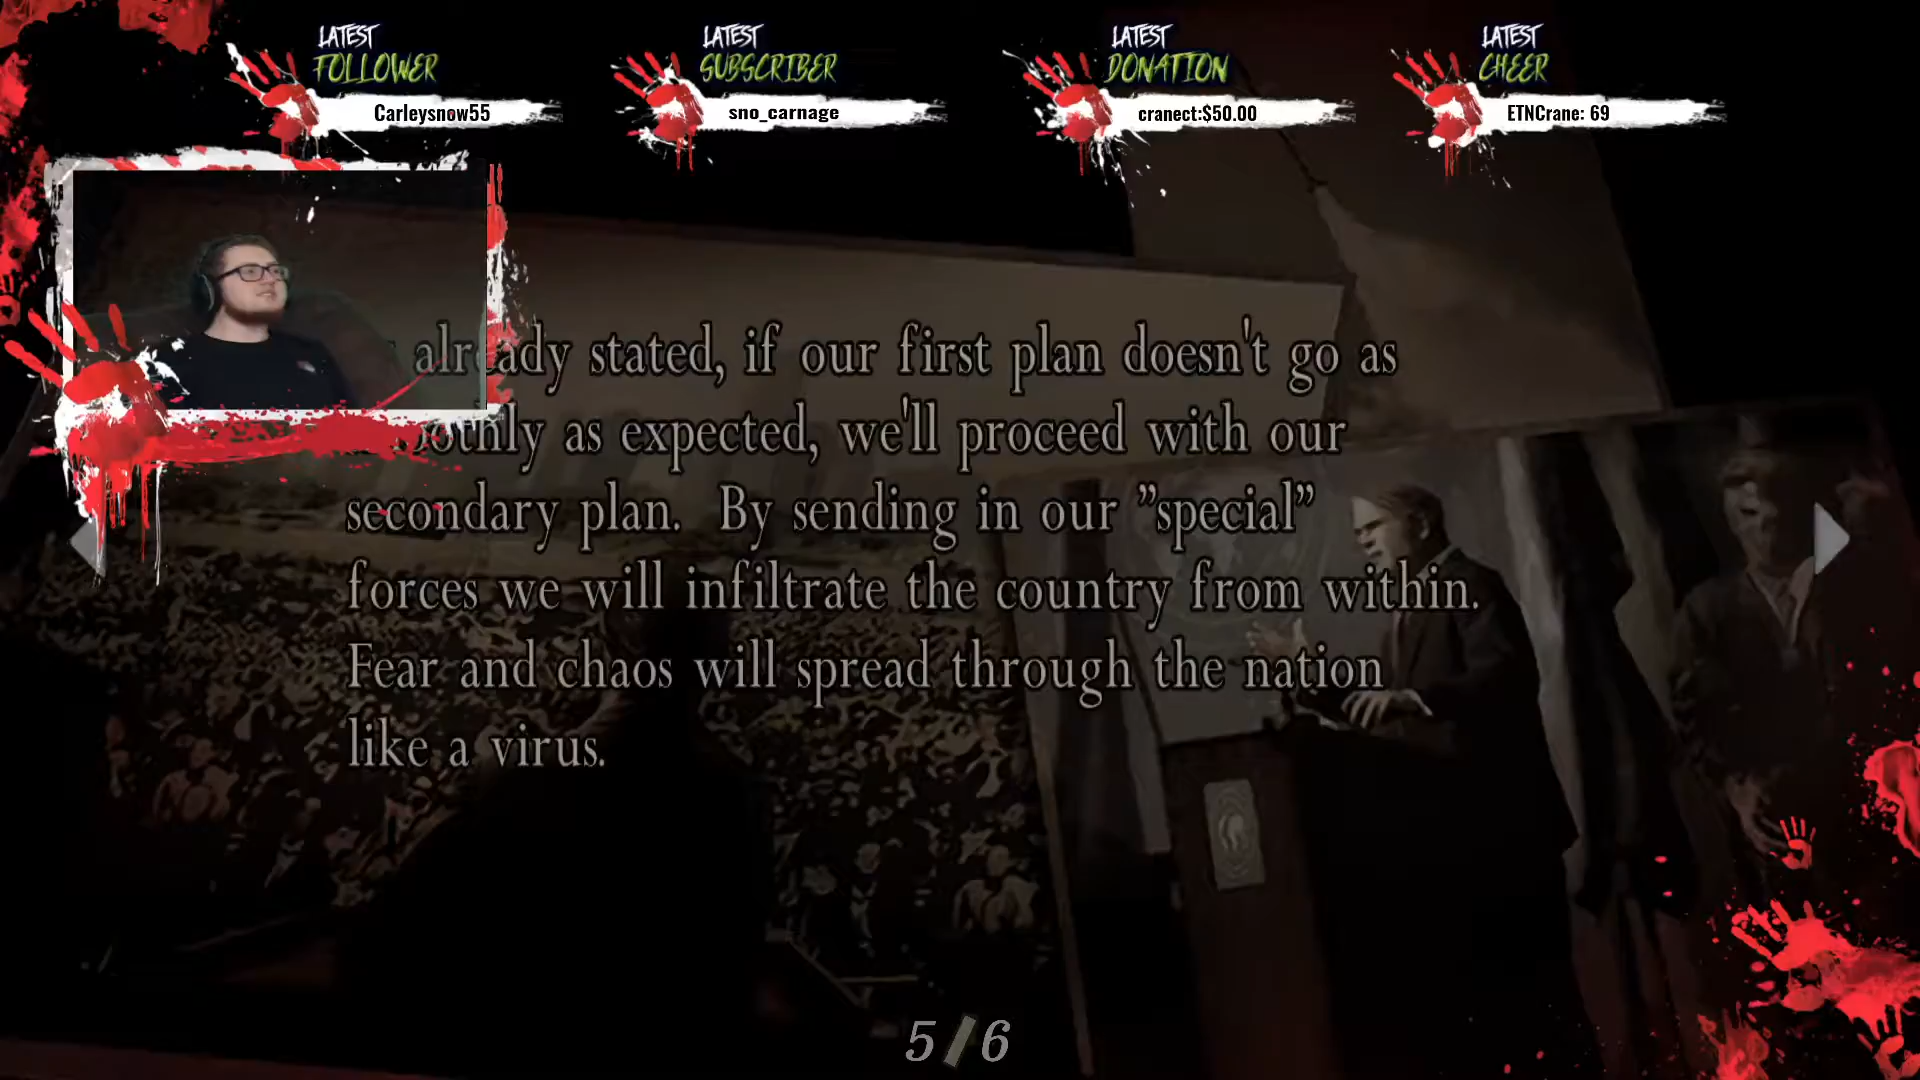 LATEST
FOLLOWER
Carleysnow55
LATEST
SUBSCRIBER
sno_carnage
LATEST
DONATION
cranect:$50.00
LATEST
CHEER
ETNCrane: 69
already stated, if our first plan doesn't go as
as expected, we'll proceed with our
secondary plan. By sending in our "special"
forces we will infiltrate the country from within.
Fear and chaos will spread through the nation
like a virus.
5/6